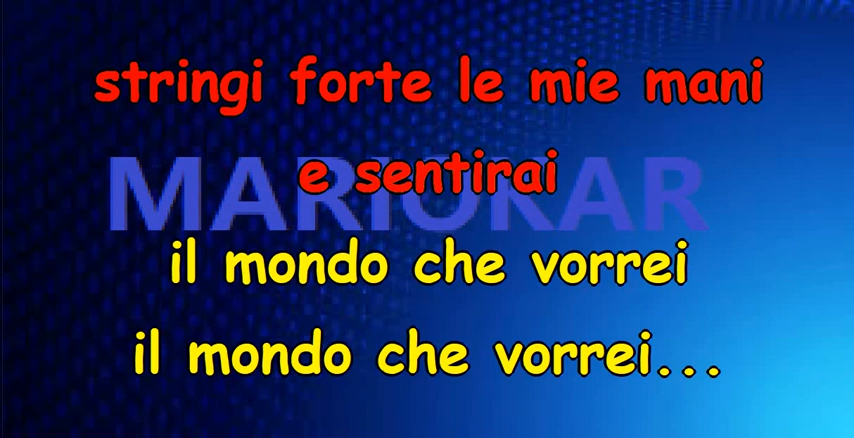 stringi forte le mie mani
MARIOKAR
e sentirai
il mondo che vorrei
il mondo che vorrei...